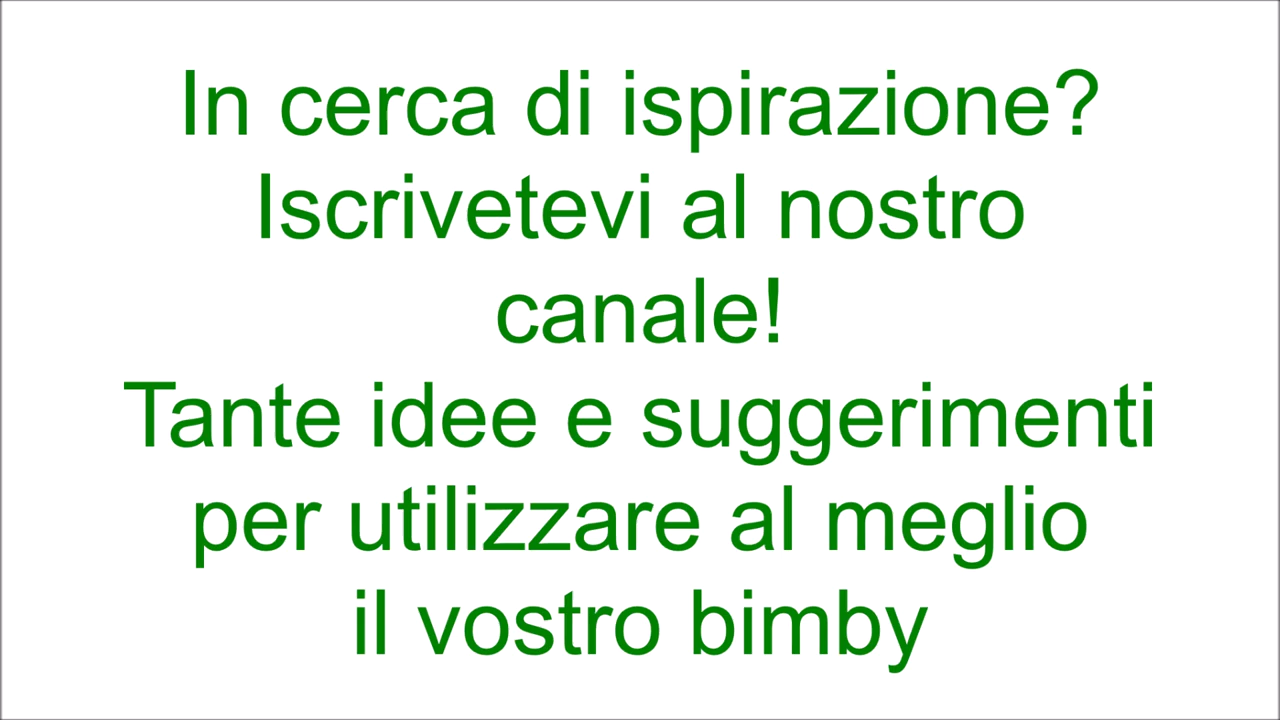 In cerca di ispirazione?
Iscrivetevi al nostro
canale!
Tante idee e suggerimenti
per utilizzare al meglio
il vostro bimby